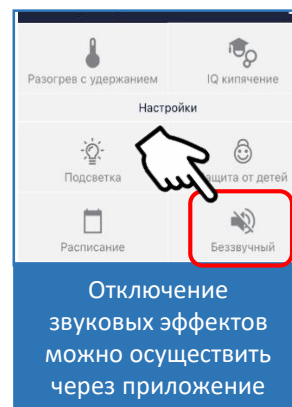 Разогрев с удержанием
IQ кипячение
Настройки
Подсветка
защита от детей
Расписание
Беззвучный
Отключение
звуковых эффектов
можно осуществить
через приложение